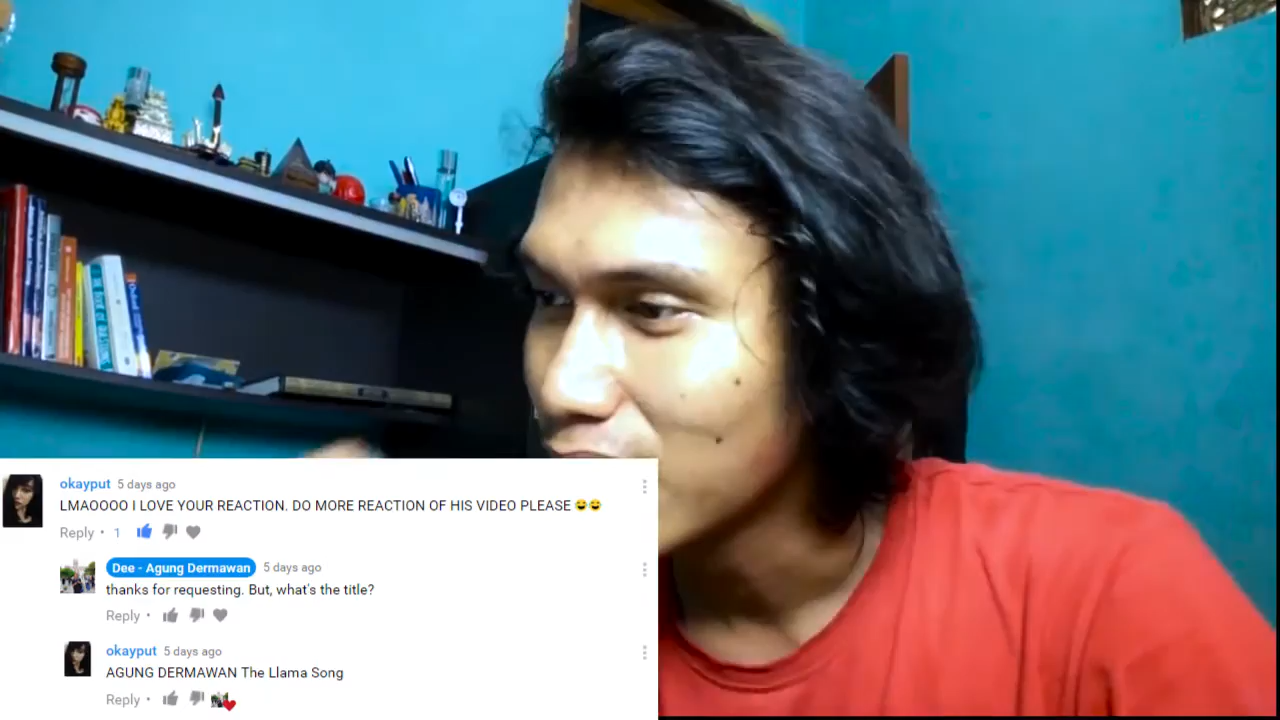 okayput 5 days ago
LMAOOOO I LOVE YOUR REACTION. DO MORE REACTION OF HIS VIDEO PLEASE 😆😆
Reply • 1
Dee - Agung Dermawan 5 days ago
thanks for requesting. But, what's the title?
Reply •
okayput 5 days ago
AGUNG DERMAWAN The Llama Song
Reply •